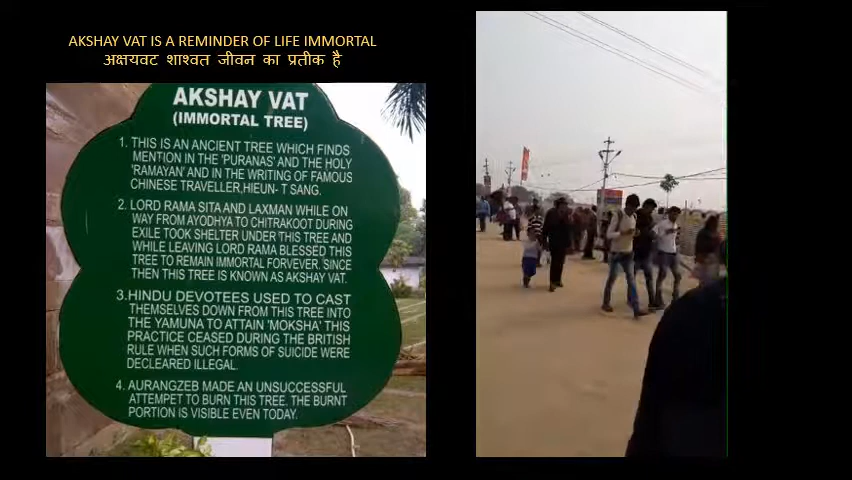 AKSHAY VAT IS A REMINDER OF LIFE IMMORTAL
अक्षयवट शाश्वत जीवन का प्रतीक है
AKSHAY VAT
(IMMORTAL TREE)
1. THIS IS AN ANCIENT TREE WHICH FINDS
MENTION IN THE 'PURANAS' AND THE HOLY
'RAMAYAN' AND IN THE WRITING OF FAMOUS
CHINESE TRAVELLER,HIEUN- T SANG.
2. LORD RAMA SITA AND LAXMAN WHILE ON
WAY FROM AYODHYA TO CHITRAKOOT DURING
EXILE TOOK SHELTER UNDER THIS TREE AND
WHILE LEAVING LORD RAMA BLESSED THIS
TREE TO REMAIN IMMORTAL FORVEVER. SINCE
THEN THIS TREE IS KNOWN AS AKSHAY VAT.
3. HINDU DEVOTEES USED TO CAST
THEMSELVES DOWN FROM THIS TREE INTO
THE YAMUNA TO ATTAIN 'MOKSHA' THIS
PRACTICE CEASED DURING THE BRITISH
RULE WHEN SUCH FORMS OF SUICIDE WERE
DECLEARED ILLEGAL.
4. AURANGZEB MADE AN UNSUCCESSFUL
ATTEMPET TO BURN THIS TREE. THE BURNT
PORTION IS VISIBLE EVEN TODAY.